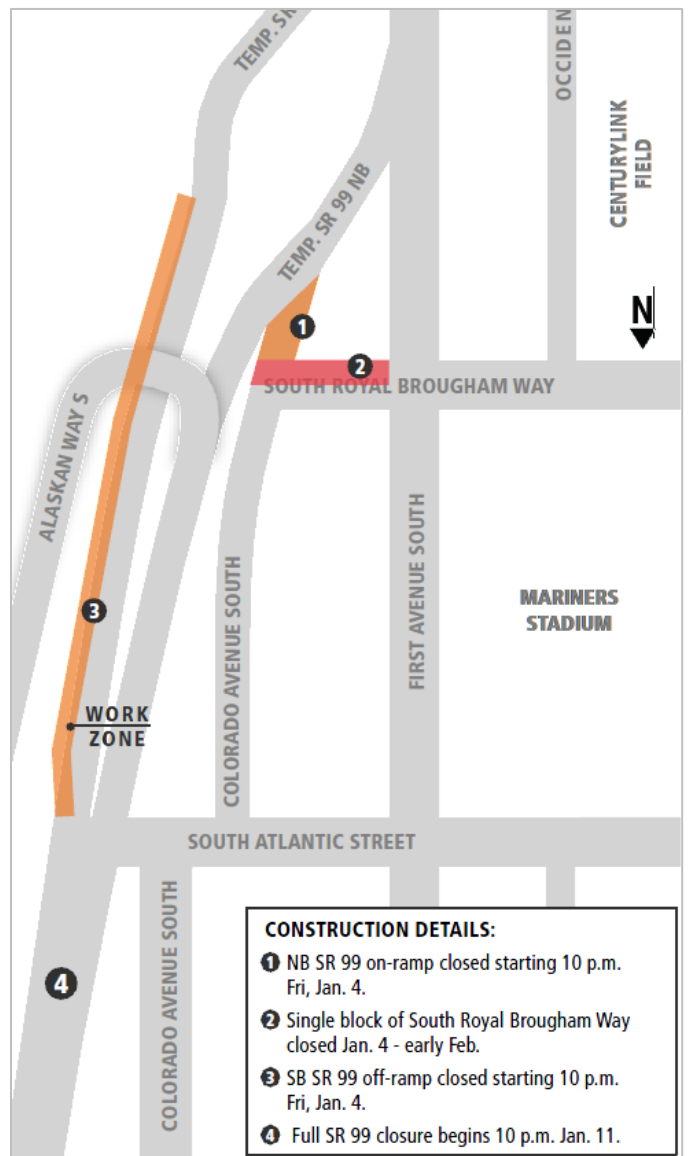 TEMP. SR
OCCIDEN
CENTURYLINK
FIELD
TEMP. SR 99 NB
N
1
2
SOUTH ROYAL BROUGHAM WAY
ALASKAN WAY S
3
COLORADO AVENUE SOUTH
FIRST AVENUE SOUTH
MARINERS
STADIUM
WORK
ZONE
SOUTH ATLANTIC STREET
4
COLORADO AVENUE SOUTH
CONSTRUCTION DETAILS:
1 NB SR 99 on-ramp closed starting 10 p.m.
Fri, Jan. 4.
2 Single block of South Royal Brougham Way
closed Jan. 4 - early Feb.
3 SB SR 99 off-ramp closed starting 10 p.m.
Fri, Jan. 4.
4 Full SR 99 closure begins 10 p.m. Jan. 11.